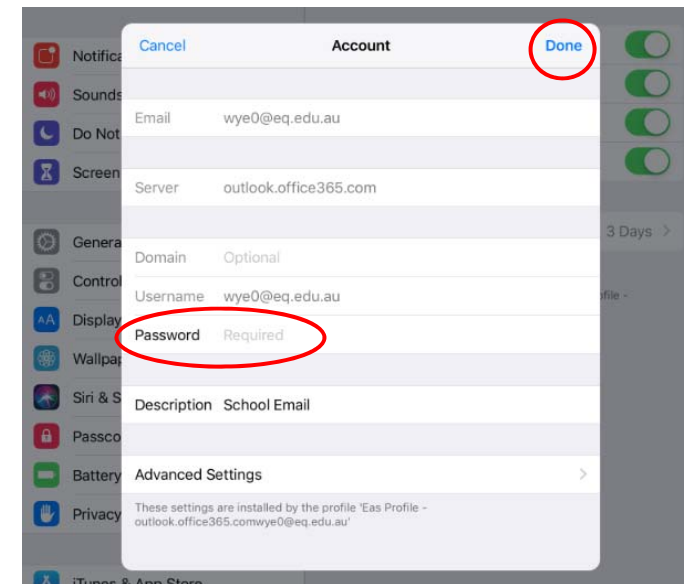 Cancel Account Done
Notifica
Sounds
Email wye0@eq.edu.au
Do Not
Screen
Server outlook.office365.com
3 Days >
Genera
Domain Optional
Control
Username wye0@eq.edu.au
ofile -
Display
Password Required
Wallpap
Siri & S
Description School Email
Passco
Battery
Advanced Settings >
Privacy
These settings are installed by the profile 'Eas Profile -
outlook.office365.comwye0@eq.edu.au'
iTunes & App Store